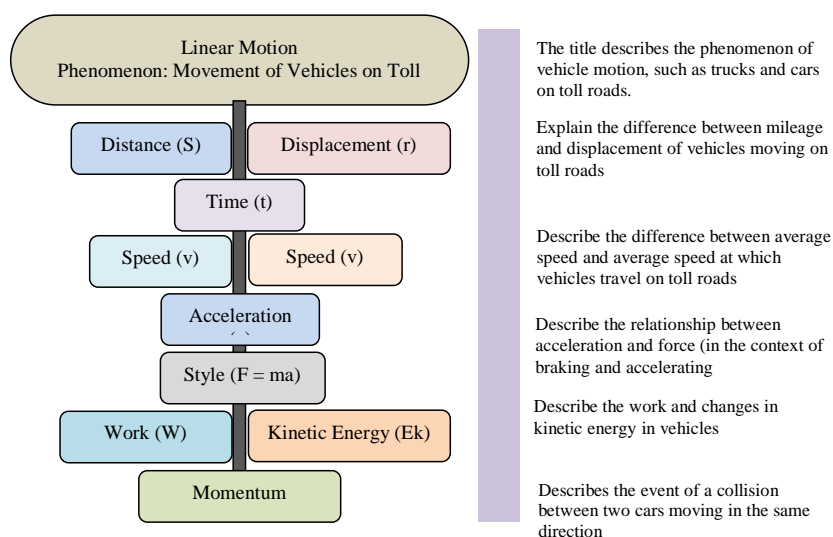 Linear Motion
Phenomenon: Movement of Vehicles on Toll
The title describes the phenomenon of
vehicle motion, such as trucks and cars
on toll roads.
Distance (S)
Displacement (r)
Explain the difference between mileage
and displacement of vehicles moving on
toll roads
Time (t)
Speed (v)
Speed (v)
Describe the difference between average
speed and average speed at which
vehicles travel on toll roads
Acceleration
Describe the relationship between
acceleration and force (in the context of
braking and accelerating
Style (F = ma)
Work (W)
Kinetic Energy (Ek)
Describe the work and changes in
kinetic energy in vehicles
Momentum
Describes the event of a collision
between two cars moving in the same
direction